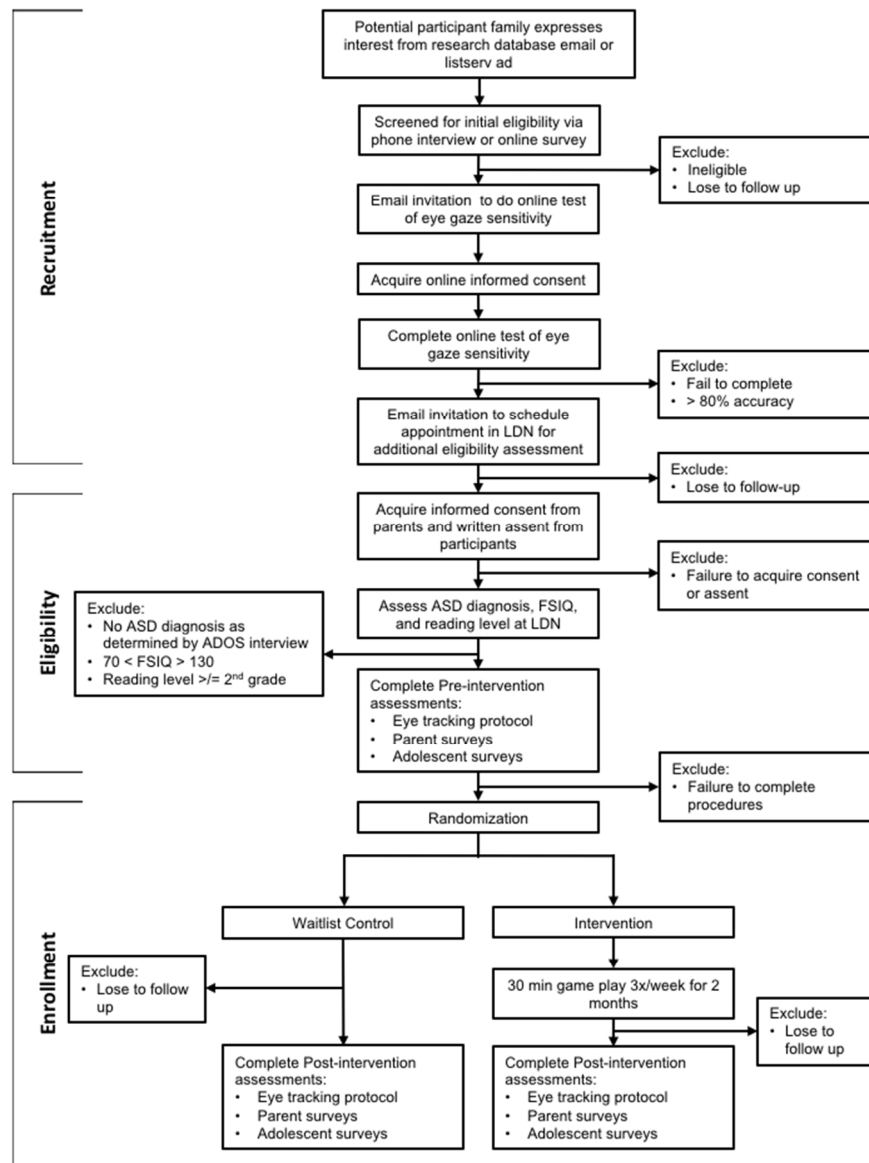 Potential participant family expresses
interest from research database email or
listserv ad
Screened for initial eligibility via
phone interview or online survey
Exclude:
• Ineligible
• Lose to follow up
Email invitation to do online test
of eye gaze sensitivity
Acquire online informed consent
Complete online test of eye
gaze sensitivity
Exclude:
• Fail to complete
• > 80% accuracy
Email invitation to schedule
appointment in LDN for
additional eligibility assessment
Recruitment
Exclude:
• Lose to follow-up
Acquire informed consent from
parents and written assent from
participants
Exclude:
• Failure to acquire consent
or assent
Assess ASD diagnosis, FSIQ,
and reading level at LDN
Exclude:
• No ASD diagnosis as
determined by ADOS interview
• 70 < FSIQ > 130
• Reading level >/= 2nd grade
Complete Pre-intervention
assessments:
• Eye tracking protocol
• Parent surveys
• Adolescent surveys
Eligibility
Exclude:
• Failure to complete
procedures
Randomization
Waitlist Control
Intervention
Exclude:
• Lose to follow
up
30 min game play 3x/week for 2
months
Exclude:
• Lose to
follow up
Complete Post-intervention
assessments:
• Eye tracking protocol
• Parent surveys
• Adolescent surveys
Complete Post-intervention
assessments:
• Eye tracking protocol
• Parent surveys
• Adolescent surveys
Enrollment